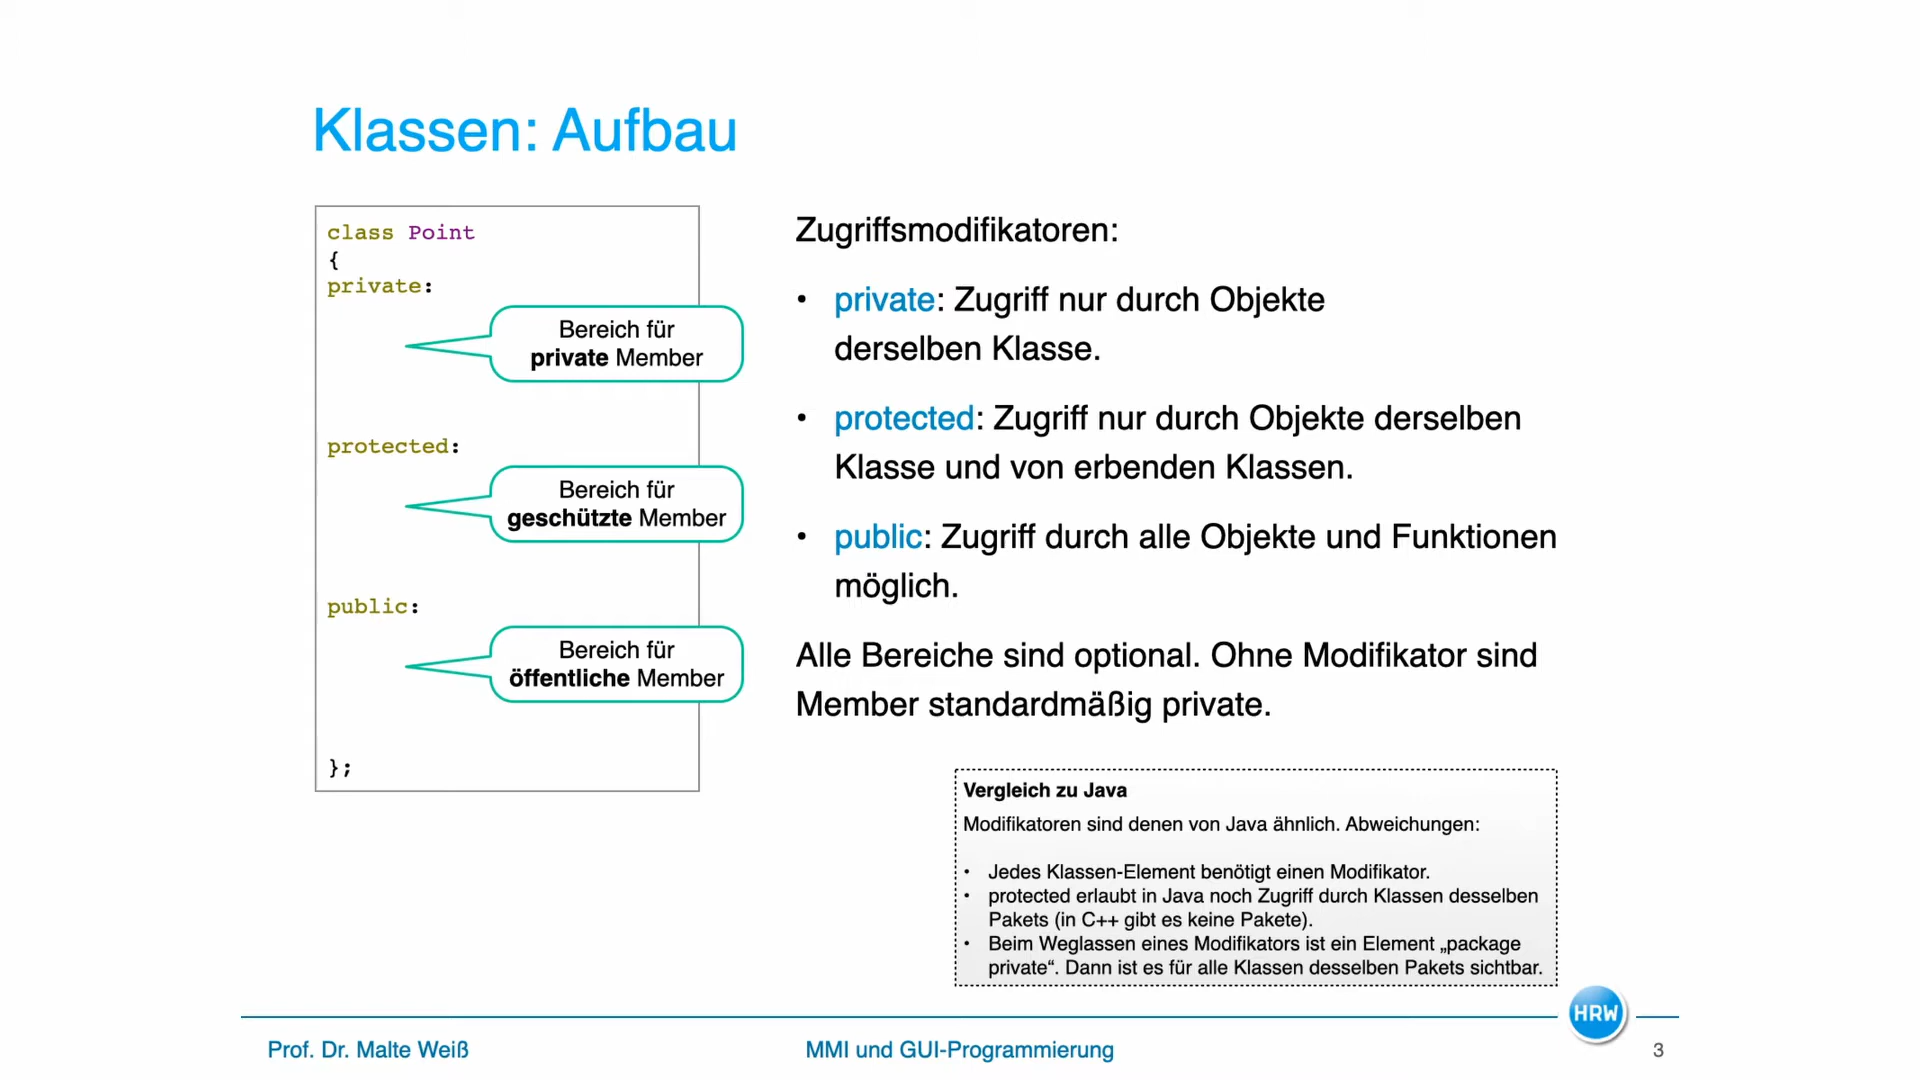 Klassen: Aufbau
class Point
{
private:
Bereich für
private Member
protected:
Bereich für
geschützte Member
public:
Bereich für
öffentliche Member
};
Zugriffsmodifikatoren:
• private: Zugriff nur durch Objekte
derselben Klasse.
• protected: Zugriff nur durch Objekte derselben
Klasse und von erbenden Klassen.
• public: Zugriff durch alle Objekte und Funktionen
möglich.
Alle Bereiche sind optional. Ohne Modifikator sind
Member standardmäßig private.
Vergleich zu Java
Modifikatoren sind denen von Java ähnlich. Abweichungen:
• Jedes Klassen-Element benötigt einen Modifikator.
• protected erlaubt in Java noch Zugriff durch Klassen desselben
Pakets (in C++ gibt es keine Pakete).
• Beim Weglassen eines Modifikators ist ein Element „package
private“. Dann ist es für alle Klassen desselben Pakets sichtbar.
HRW
Prof. Dr. Malte Weiß
MMI und GUI-Programmierung
3